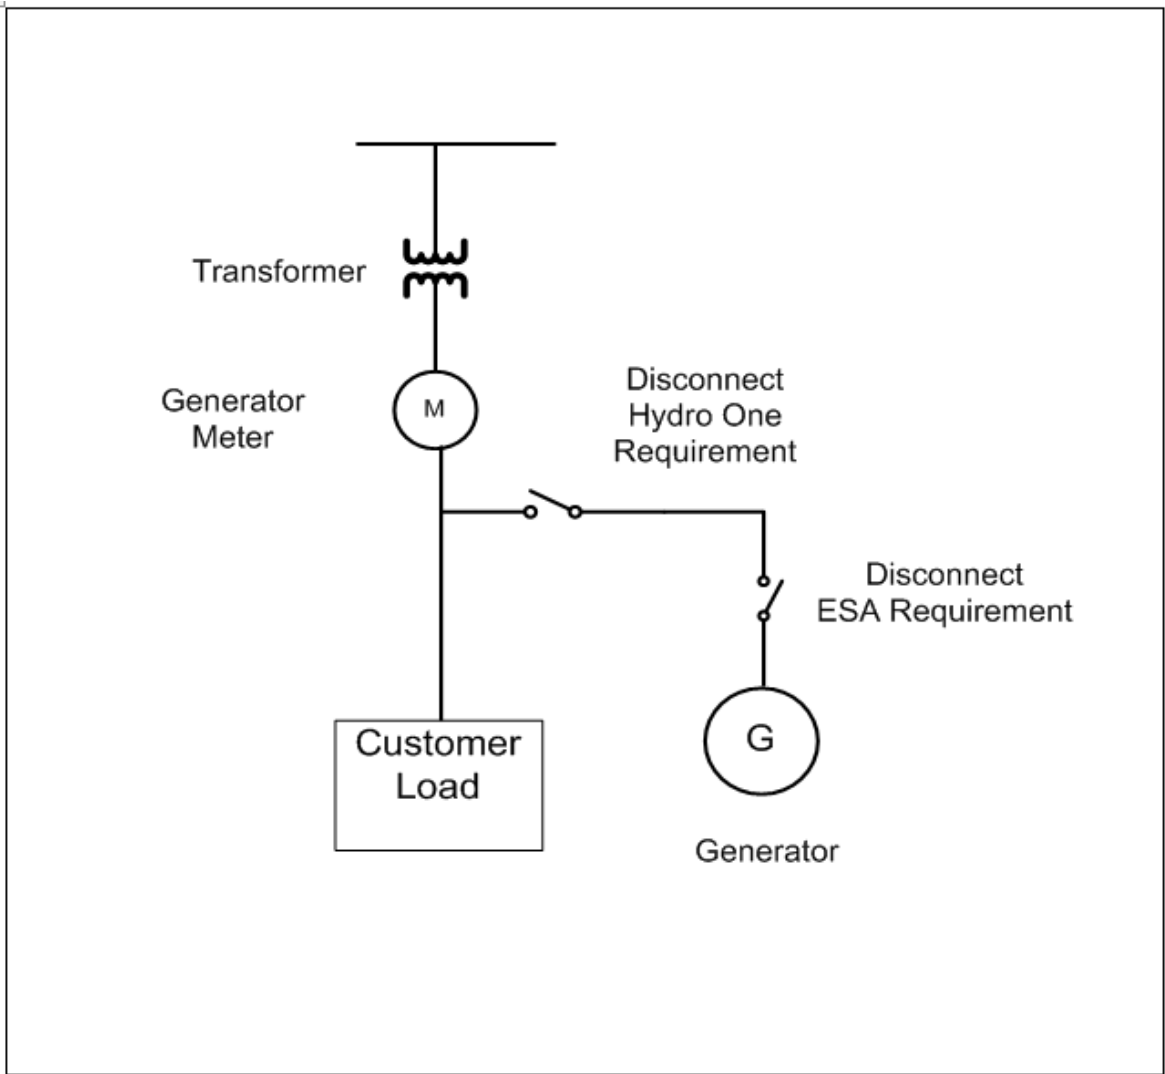 Transformer
Generator
Meter
M
Disconnect
Hydro One
Requirement
Disconnect
ESA Requirement
Customer
Load
G
Generator